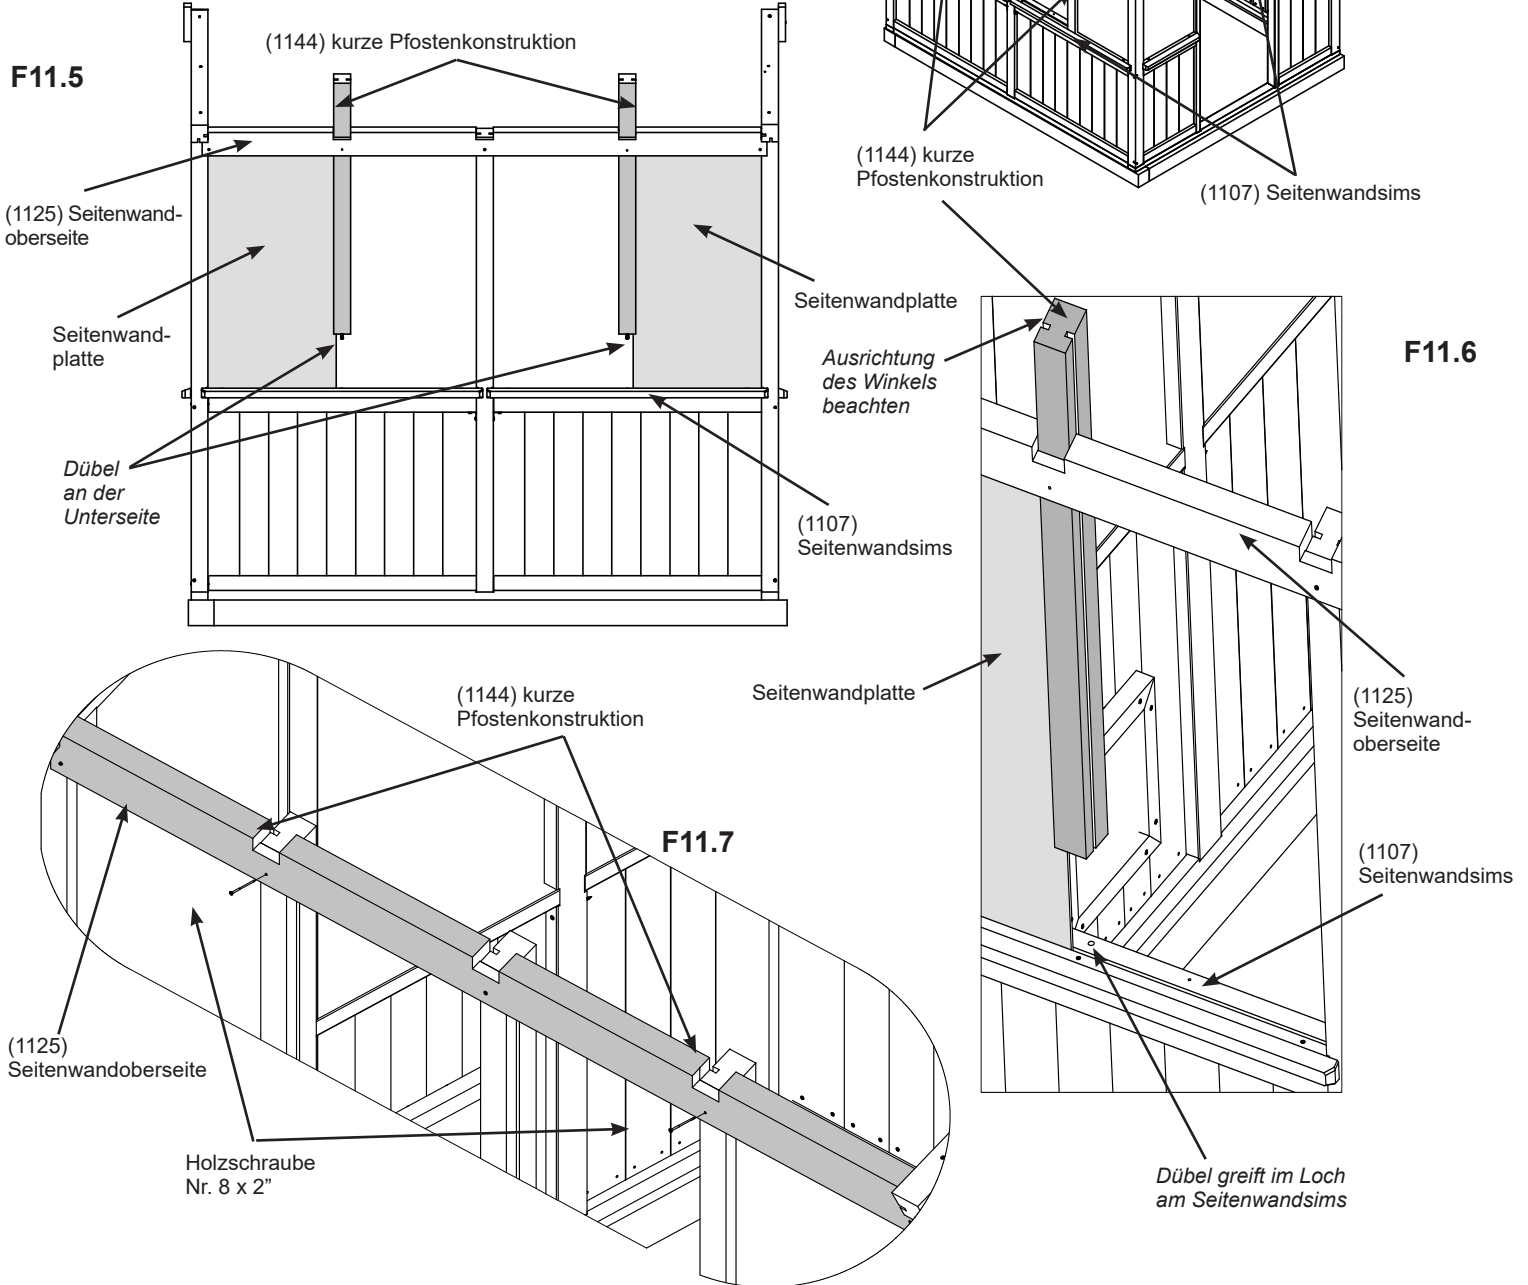 F11.5
(1144) kurze Pfostenkonstruktion
(1125) Seitenwand-
oberseite
Seitenwand-
platte
Dübel
an der
Unterseite
Seitenwandplatte
(1107)
Seitenwandsims
(1144) kurze
Pfostenkonstruktion
(1107) Seitenwandsims
F11.6
Ausrichtung
des Winkels
beachten
Seitenwandplatte
(1125)
Seitenwand-
oberseite
(1107)
Seitenwandsims
Dübel greift im Loch
am Seitenwandsims
(1144) kurze
Pfostenkonstruktion
F11.7
(1125)
Seitenwandoberseite
Holzschraube
Nr. 8 x 2”